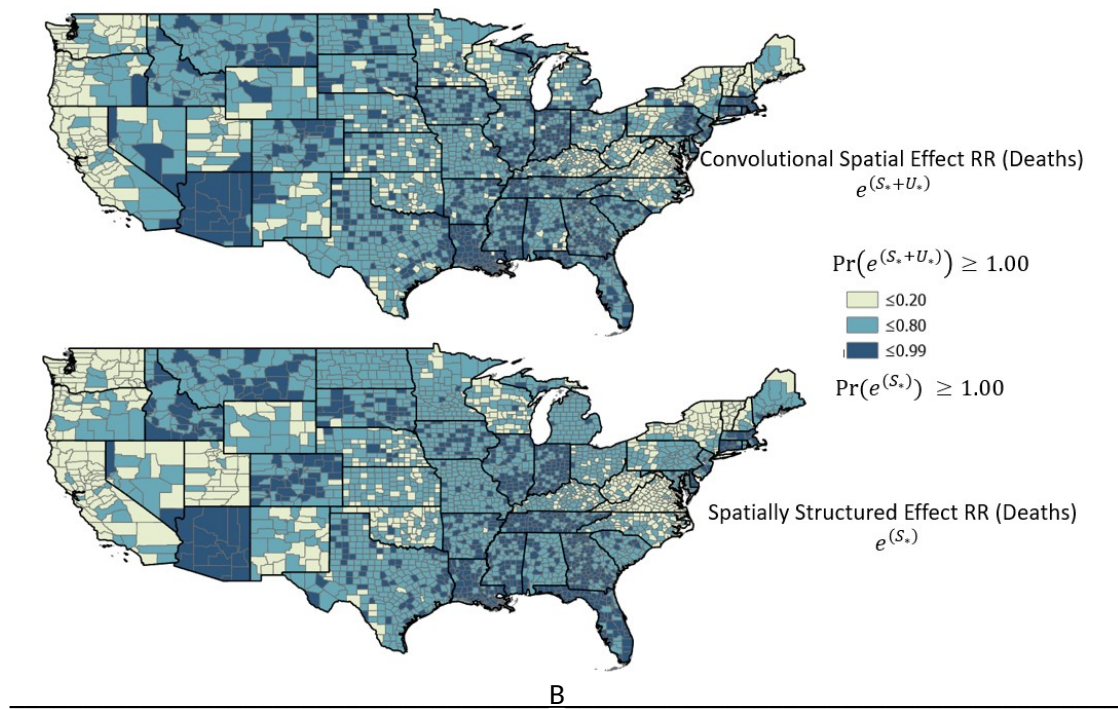 Convolutional Spatial Effect RR (Deaths)
e^(S∗+U∗)
Pr(e^(S∗+U∗)) ≥ 1.00
≤0.20
≤0.80
≤0.99
Pr(e^(S∗)) ≥ 1.00
Spatially Structured Effect RR (Deaths)
e^(S∗)
B